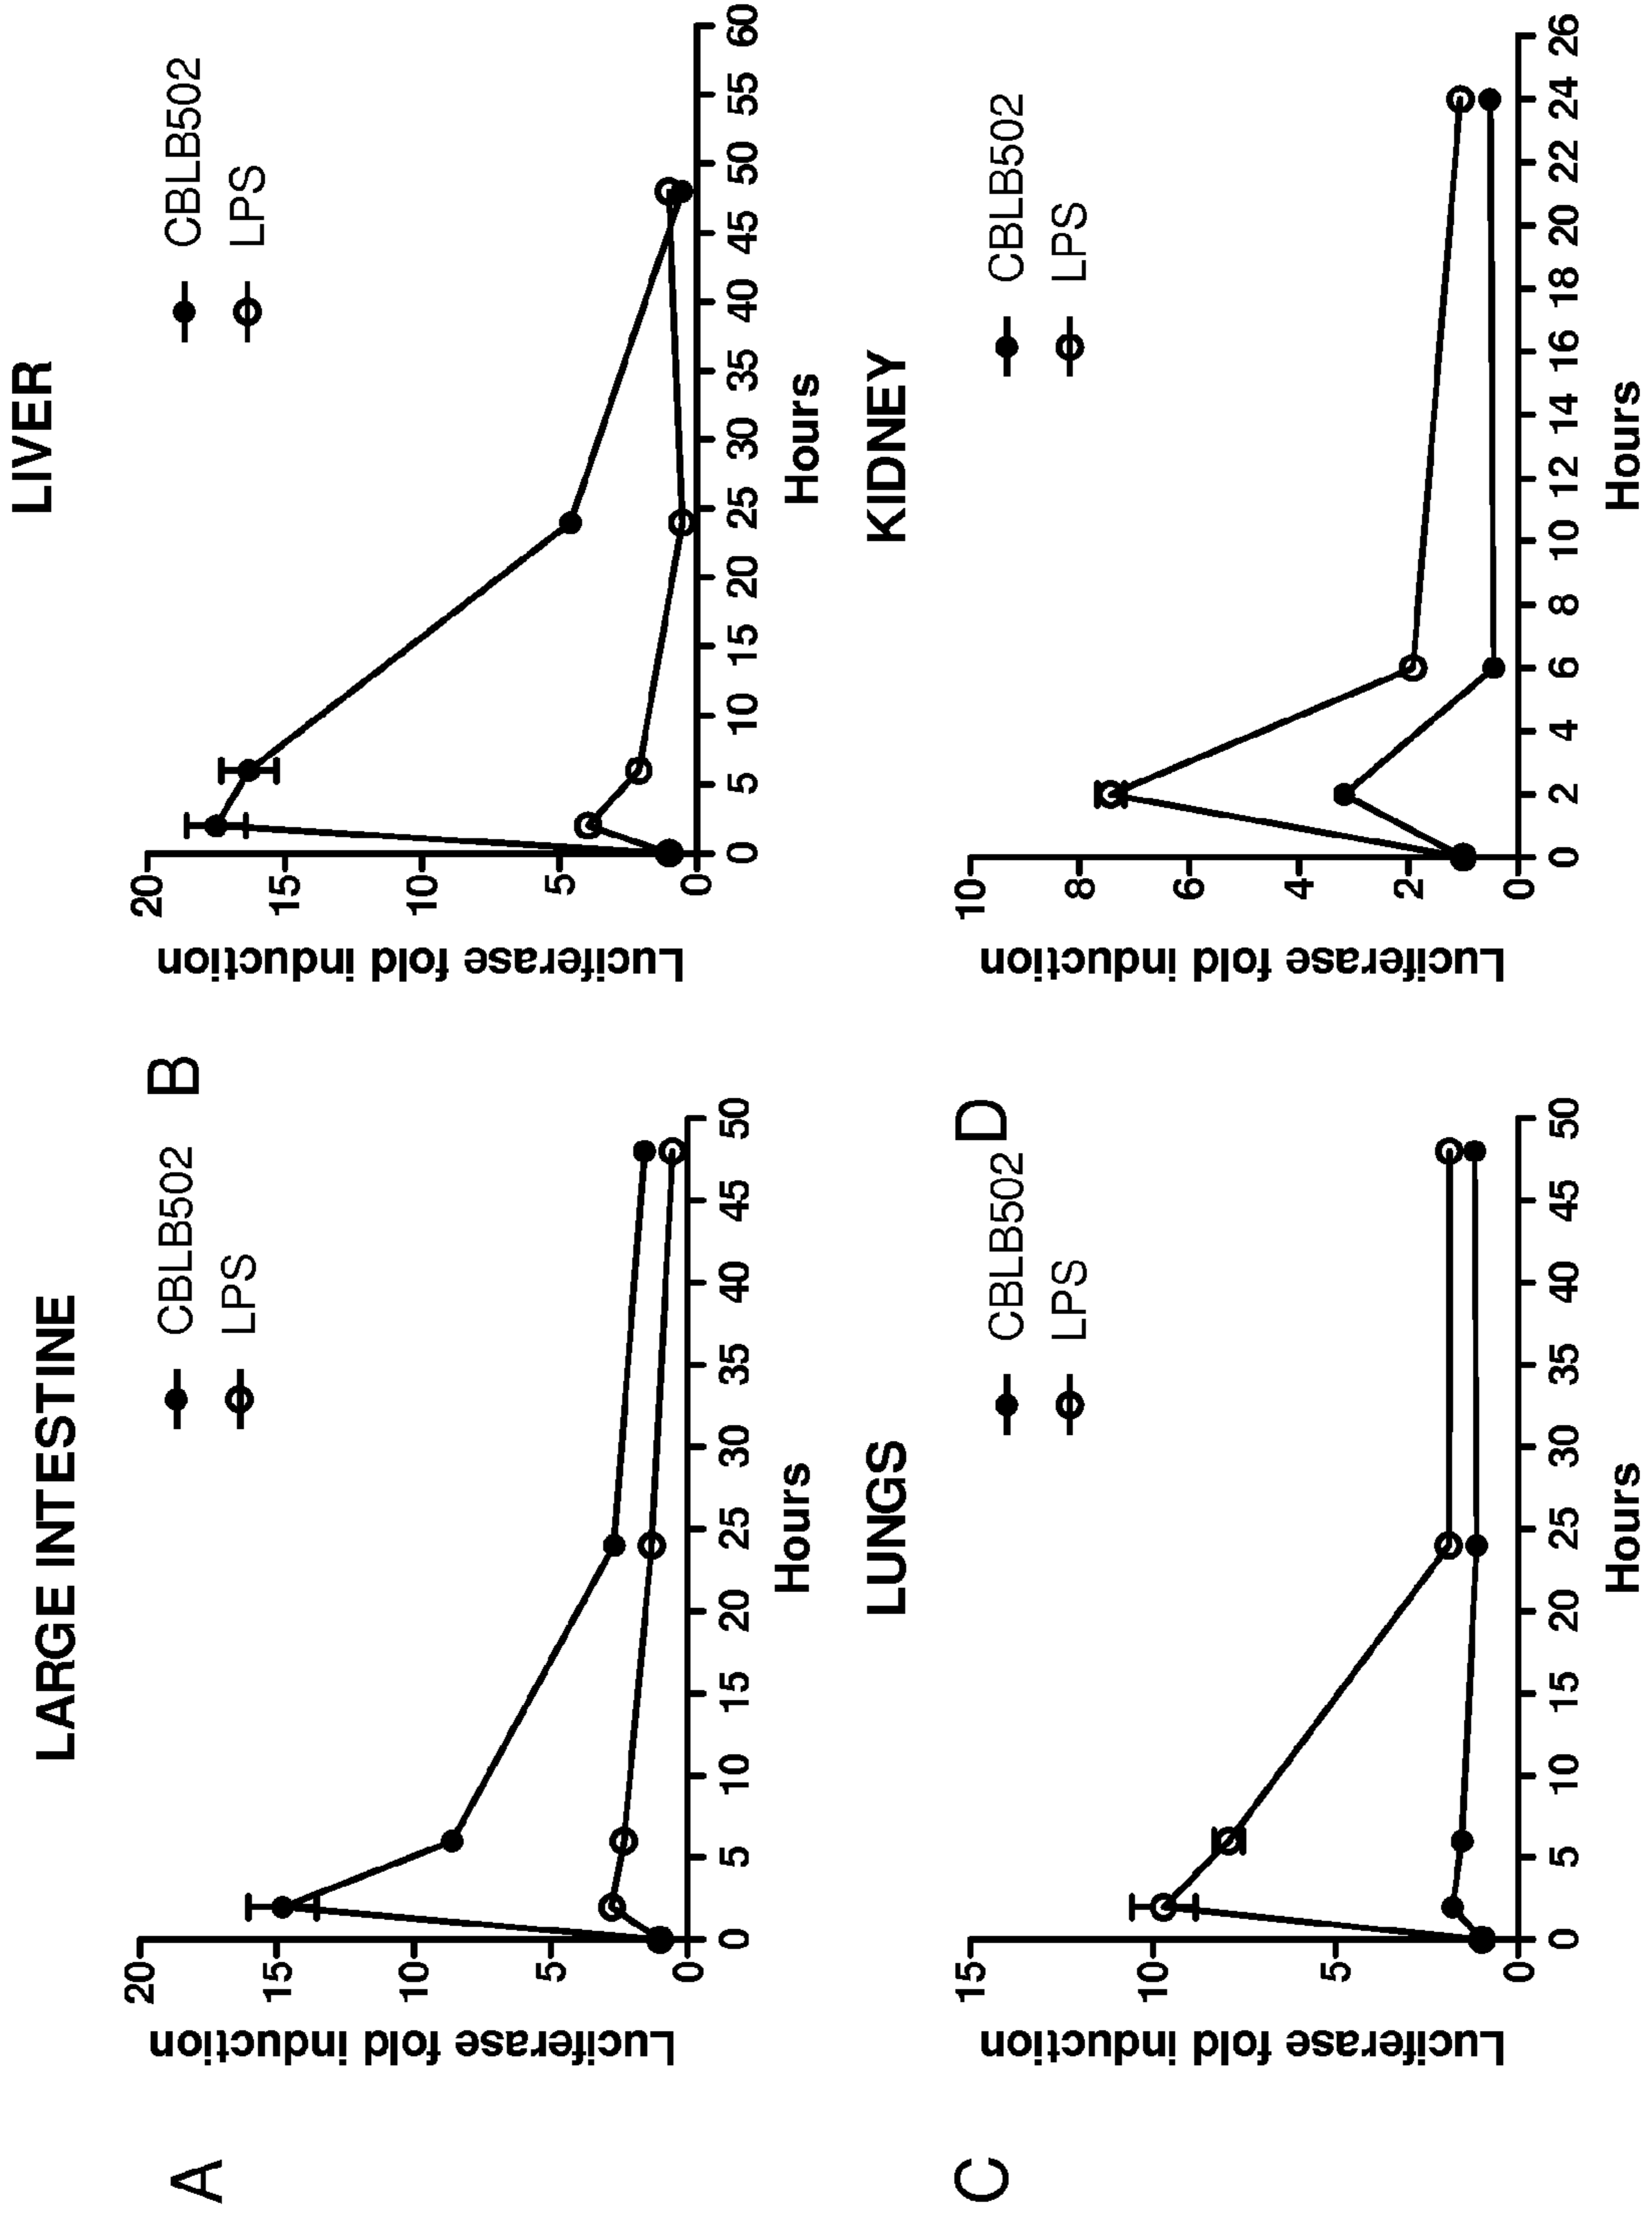 A
LARGE INTESTINE
Luciferase fold induction
20
15
10
5
0
CBLB502
LPS
0 5 10 15 20 25 30 35 40 45 50
Hours
B
LIVER
Luciferase fold induction
20
15
10
5
0
CBLB502
LPS
0 5 10 15 20 25 30 35 40 45 50 55 60
Hours
C
LUNGS
Luciferase fold induction
15
10
5
0
CBLB502
LPS
0 5 10 15 20 25 30 35 40 45 50
Hours
D
KIDNEY
Luciferase fold induction
10
8
6
4
2
0
CBLB502
LPS
0 2 4 6 8 10 12 14 16 18 20 22 24 26
Hours